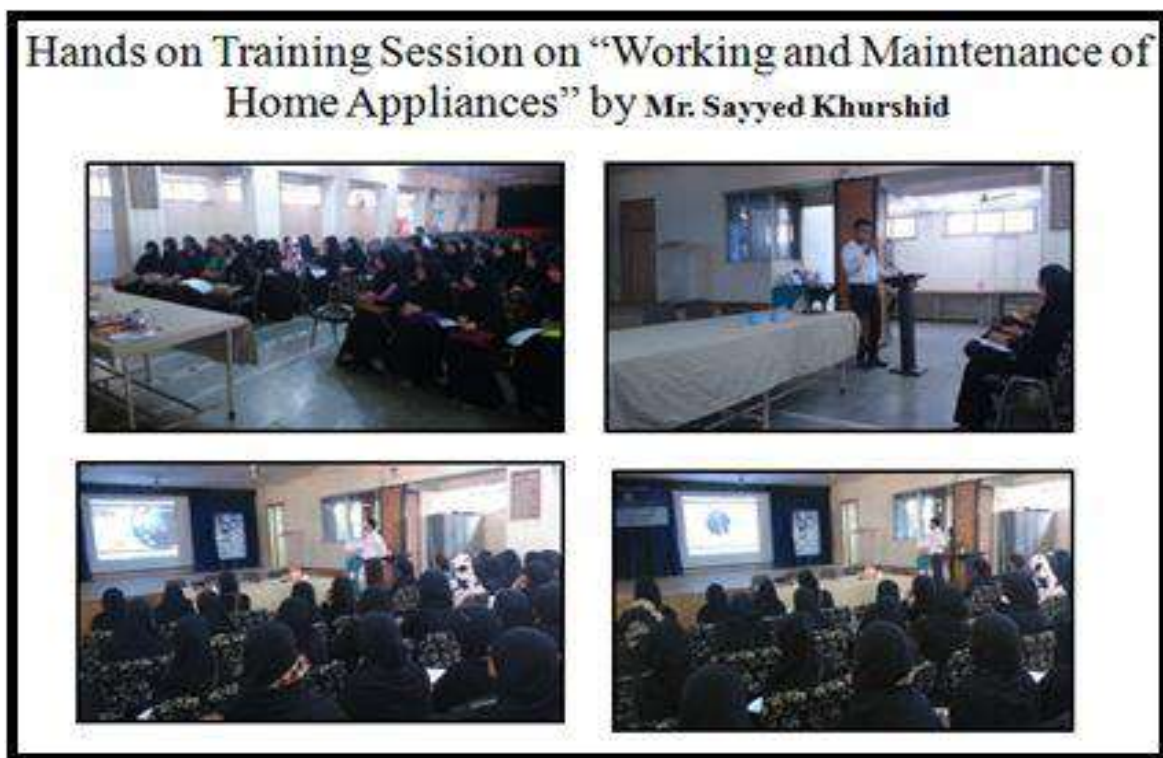 Hands on Training Session on “Working and Maintenance of
Home Appliances” by Mr. Sayyed Khurshid